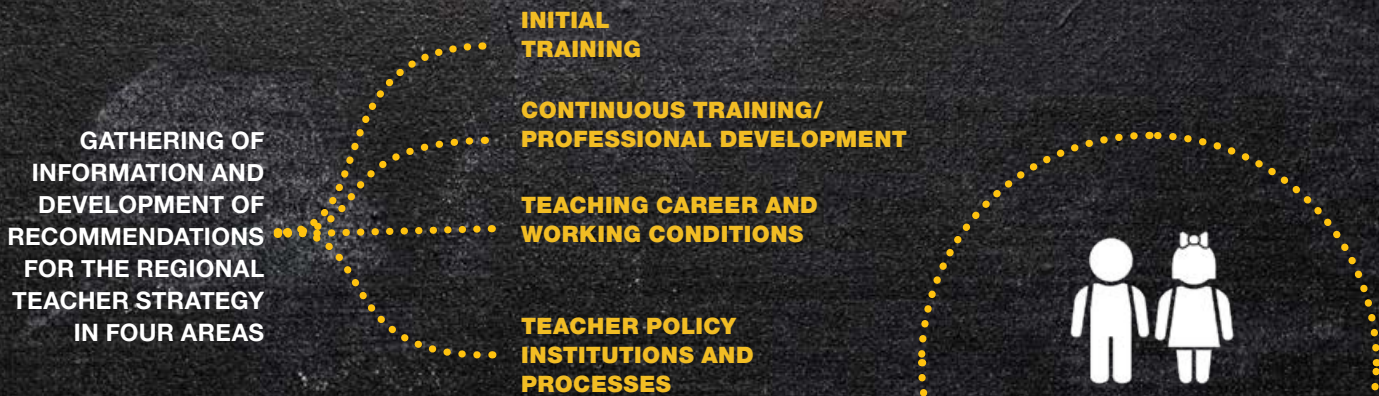 GATHERING OF
INFORMATION AND
DEVELOPMENT OF
RECOMMENDATIONS
FOR THE REGIONAL
TEACHER STRATEGY
IN FOUR AREAS
INITIAL
TRAINING
CONTINUOUS TRAINING/
PROFESSIONAL DEVELOPMENT
TEACHING CAREER AND
WORKING CONDITIONS
TEACHER POLICY
INSTITUTIONS AND
PROCESSES